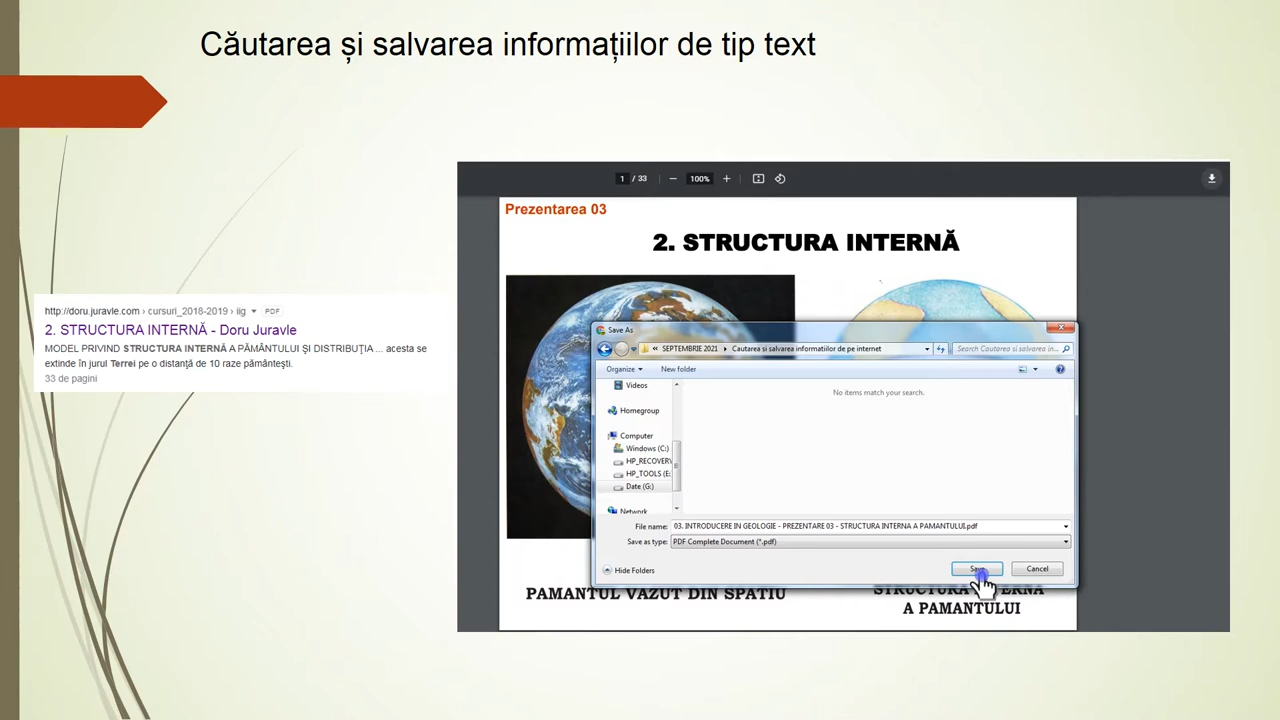 Căutarea și salvarea informațiilor de tip text
http://doru.juravle.com › cursuri_2018-2019 › iig PDF
2. STRUCTURA INTERNĂ - Doru Juravle
MODEL PRIVIND STRUCTURA INTERNĂ A PĂMÂNTULUI ȘI DISTRIBUȚIA ... acesta se
extinde în jurul Terrei pe o distanţă de 10 raze pământeşti.
33 de pagini
1 / 33
100%
Prezentarea 03
2. STRUCTURA INTERNĂ
Save As
SEPTEMBRIE 2021
Cautarea si salvarea informatiilor de pe internet
Search Cautarea si salvarea in...
Organize
New folder
Videos
Homegroup
Computer
Windows (C:)
HP_RECOVERY
HP_TOOLS (E:
Date (G:)
Network
No items match your search.
File name: 03. INTRODUCERE IN GEOLOGIE - PREZENTARE 03 - STRUCTURA INTERNA A PAMANTULUI.pdf
Save as type: PDF Complete Document (*.pdf)
Hide Folders
Save
Cancel
PAMANTUL VAZUT DIN SPATIU
STRUCTURA INTERNA
A PAMANTULUI